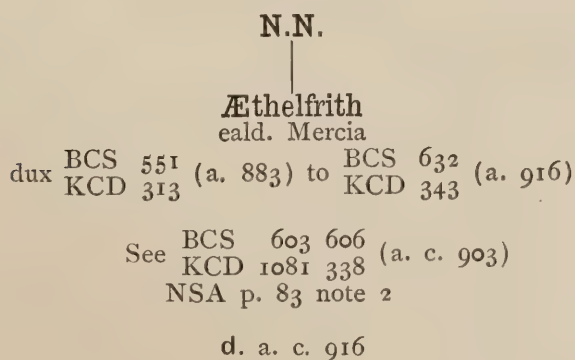 N.N.
Æthelfrith
eald. Mercia
dux BCS 551 KCD 313 (a. 883) to BCS 632 KCD 343 (a. 916)
See BCS 603 606 KCD 1081 338 (a. c. 903)
NSA p. 83 note 2
d. a. c. 916